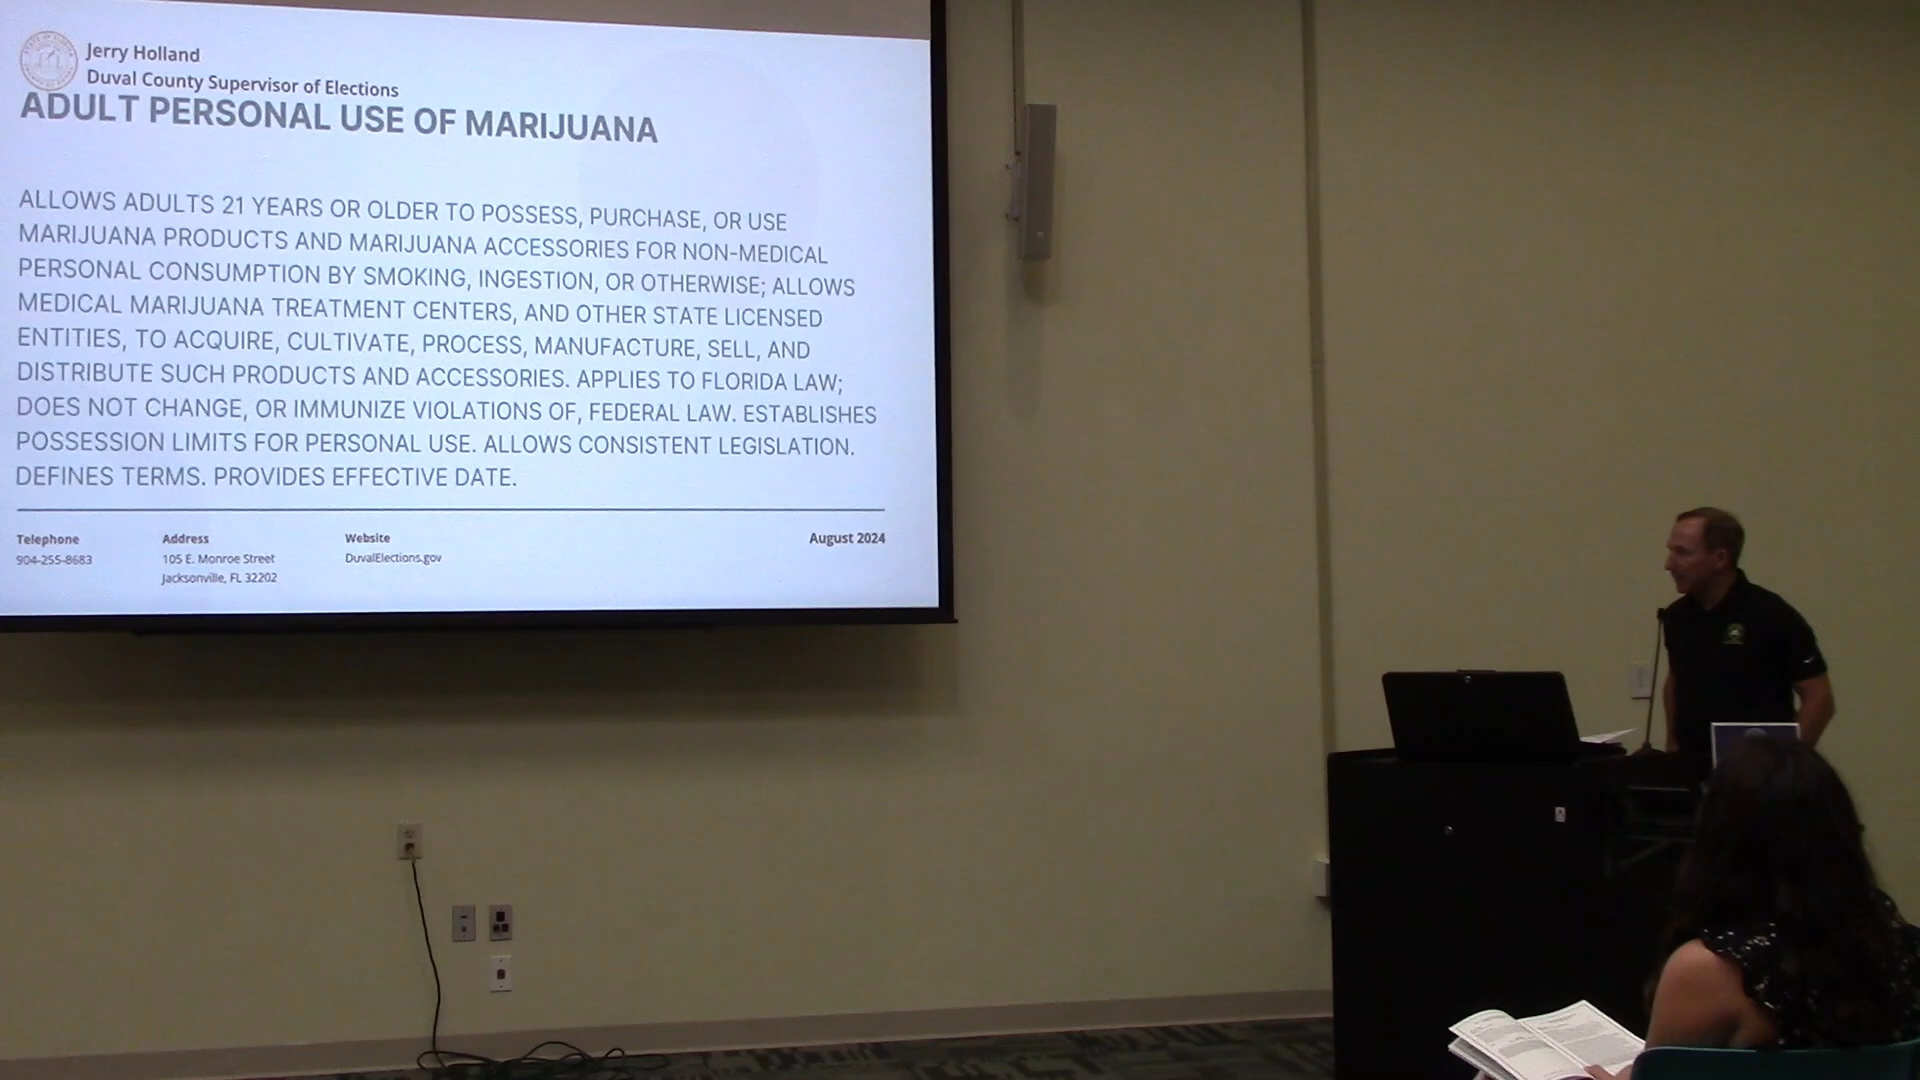 Jerry Holland
Duval County Supervisor of Elections
ADULT PERSONAL USE OF MARIJUANA
ALLOWS ADULTS 21 YEARS OR OLDER TO POSSESS, PURCHASE, OR USE
MARIJUANA PRODUCTS AND MARIJUANA ACCESSORIES FOR NON-MEDICAL
PERSONAL CONSUMPTION BY SMOKING, INGESTION, OR OTHERWISE; ALLOWS
MEDICAL MARIJUANA TREATMENT CENTERS, AND OTHER STATE LICENSED
ENTITIES, TO ACQUIRE, CULTIVATE, PROCESS, MANUFACTURE, SELL, AND
DISTRIBUTE SUCH PRODUCTS AND ACCESSORIES. APPLIES TO FLORIDA LAW;
DOES NOT CHANGE, OR IMMUNIZE VIOLATIONS OF, FEDERAL LAW. ESTABLISHES
POSSESSION LIMITS FOR PERSONAL USE. ALLOWS CONSISTENT LEGISLATION.
DEFINES TERMS. PROVIDES EFFECTIVE DATE.
Telephone
904-255-8683
Address
105 E. Monroe Street
Jacksonville, FL 32202
Website
DuvalElections.gov
August 2024